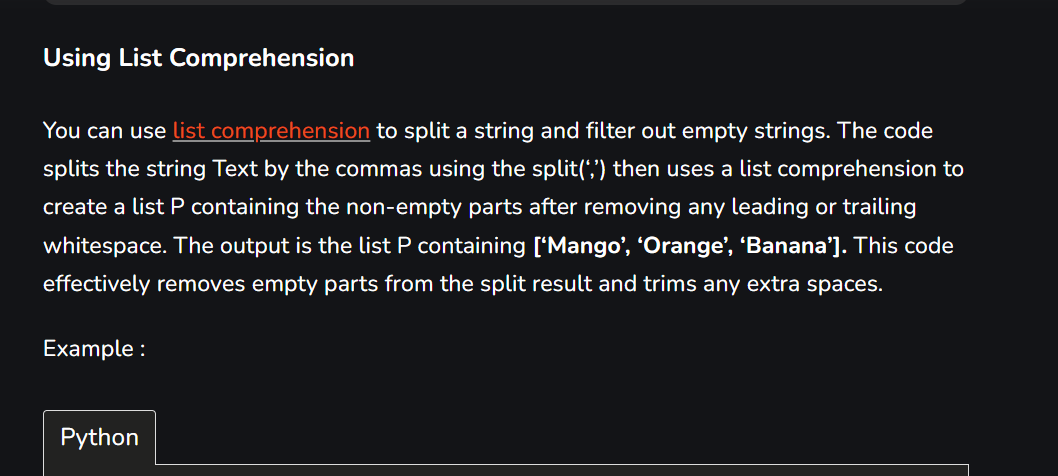 Using List Comprehension
You can use list comprehension to split a string and filter out empty strings. The code
splits the string Text by the commas using the split(‘,’) then uses a list comprehension to
create a list P containing the non-empty parts after removing any leading or trailing
whitespace. The output is the list P containing [‘Mango’, ‘Orange’, ‘Banana’]. This code
effectively removes empty parts from the split result and trims any extra spaces.
Example :
Python